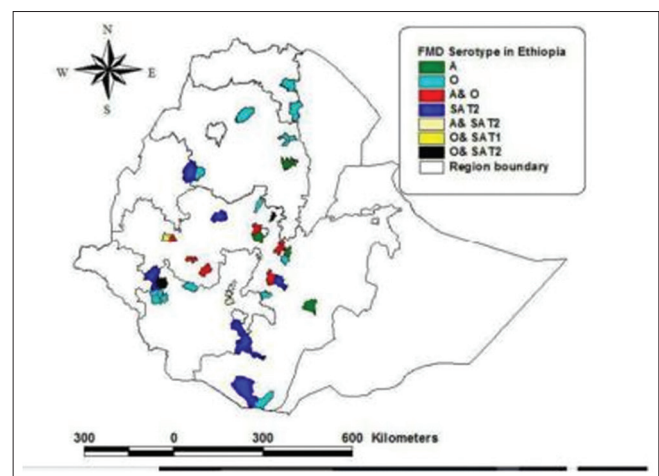 N
W E
S
FMD Serotype in Ethiopia
A
O
A& O
SAT2
A& SAT2
O& SAT1
O& SAT2
Region boundary
300 0 300 600 Kilometers